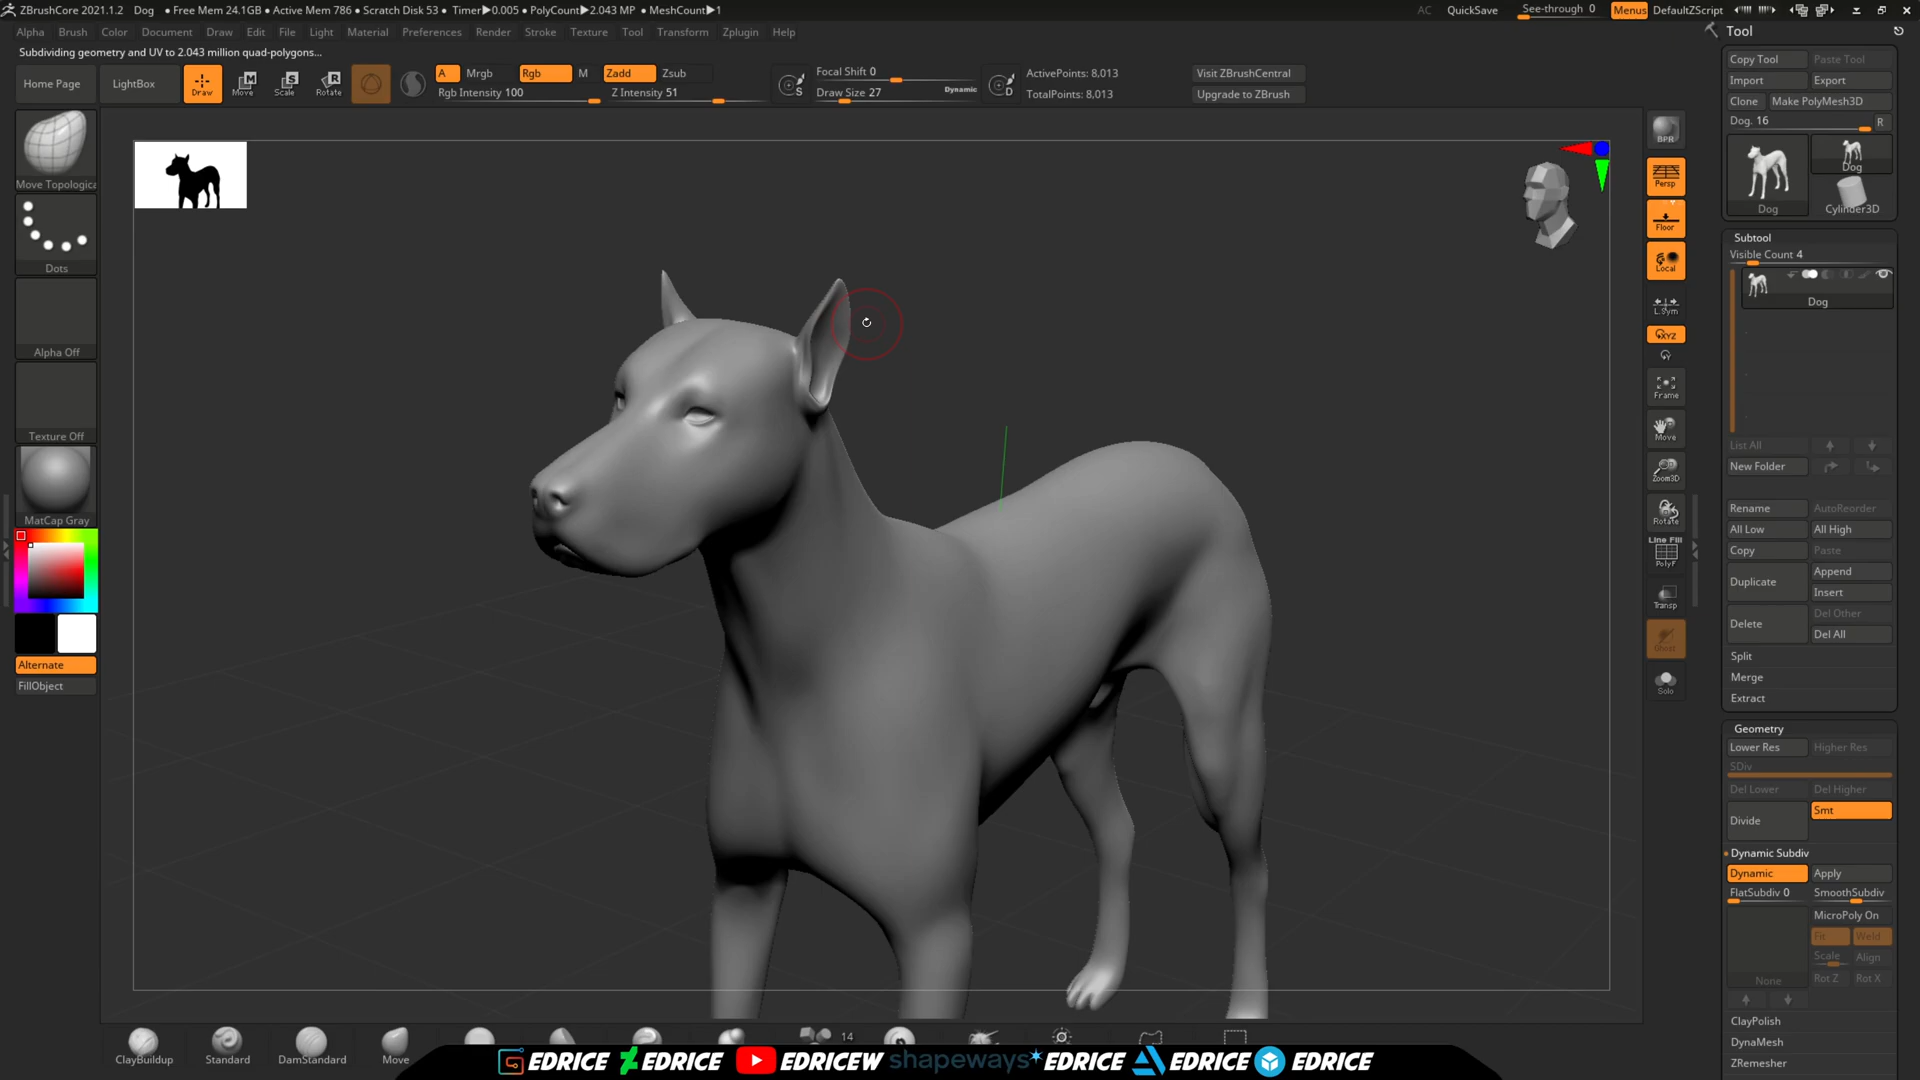 ZBrushCore 2021.1.2 Dog • Free Mem 24.1GB • Active Mem 786 • Scratch Disk 53 • Timer▶0.005 • PolyCount▶2.043 MP • MeshCount▶1 AC QuickSave See-through 0 Menus DefaultZScript
Alpha Brush Color Document Draw Edit File Light Material Preferences Render Stroke Texture Tool Transform Zplugin Help
Subdividing geometry and UV to 2.043 million quad-polygons...
Home Page LightBox Draw Move Scale Rotate
A Mrgb Rgb M Zadd Zsub
Rgb Intensity 100 Z Intensity 51
S Focal Shift 0
Draw Size 27 Dynamic D
ActivePoints: 8,013
TotalPoints: 8,013
Visit ZBrushCentral
Upgrade to ZBrush
Move Topologica
Dots
Alpha Off
Texture Off
MatCap Gray
Alternate
FillObject
BPR
Persp
Floor
Local
L.Sym
XYZ
Y
Frame
Move
Zoom3D
Rotate
Line Fill
PolyF
Transp
Ghost
Solo
Tool
Copy Tool Paste Tool
Import Export
Clone Make PolyMesh3D
Dog. 16 R
Dog
Dog Cylinder3D
Subtool
Visible Count 4
Dog
List All
New Folder
Rename AutoReorder
All Low All High
Copy Paste
Duplicate Append
Insert
Delete Del Other
Del All
Split
Merge
Extract
Geometry
Lower Res Higher Res
SDiv
Del Lower Del Higher
Divide Smt
Dynamic Subdiv
Dynamic Apply
FlatSubdiv 0 SmoothSubdiv
MicroPoly On
Fit Weld
Scale Align
None Rot Z Rot X
ClayPolish
DynaMesh
ZRemesher
ClayBuildup Standard DamStandard Move 14
EDRICE EDRICE EDRICEW shapeways* EDRICE EDRICE EDRICE